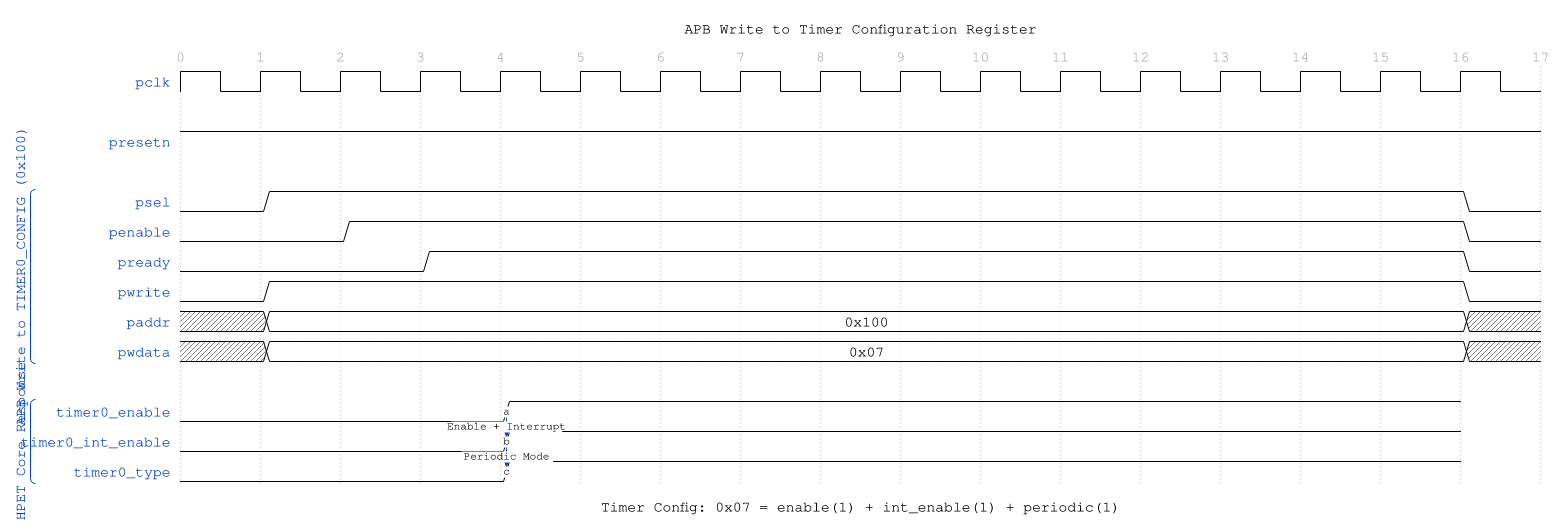 APB Write to Timer Configuration Register
0 1 2 3 4 5 6 7 8 9 10 11 12 13 14 15 16 17
pclk
presetn
psel
penable
pready
pwrite
paddr 0x100
pwdata 0x07
timer0_enable a
Enable + Interrupt
timer0_int_enable b
Periodic Mode
timer0_type c
APB Write to TIMER0_CONFIG (0x100)
HPET Core Response
Timer Config: 0x07 = enable(1) + int_enable(1) + periodic(1)